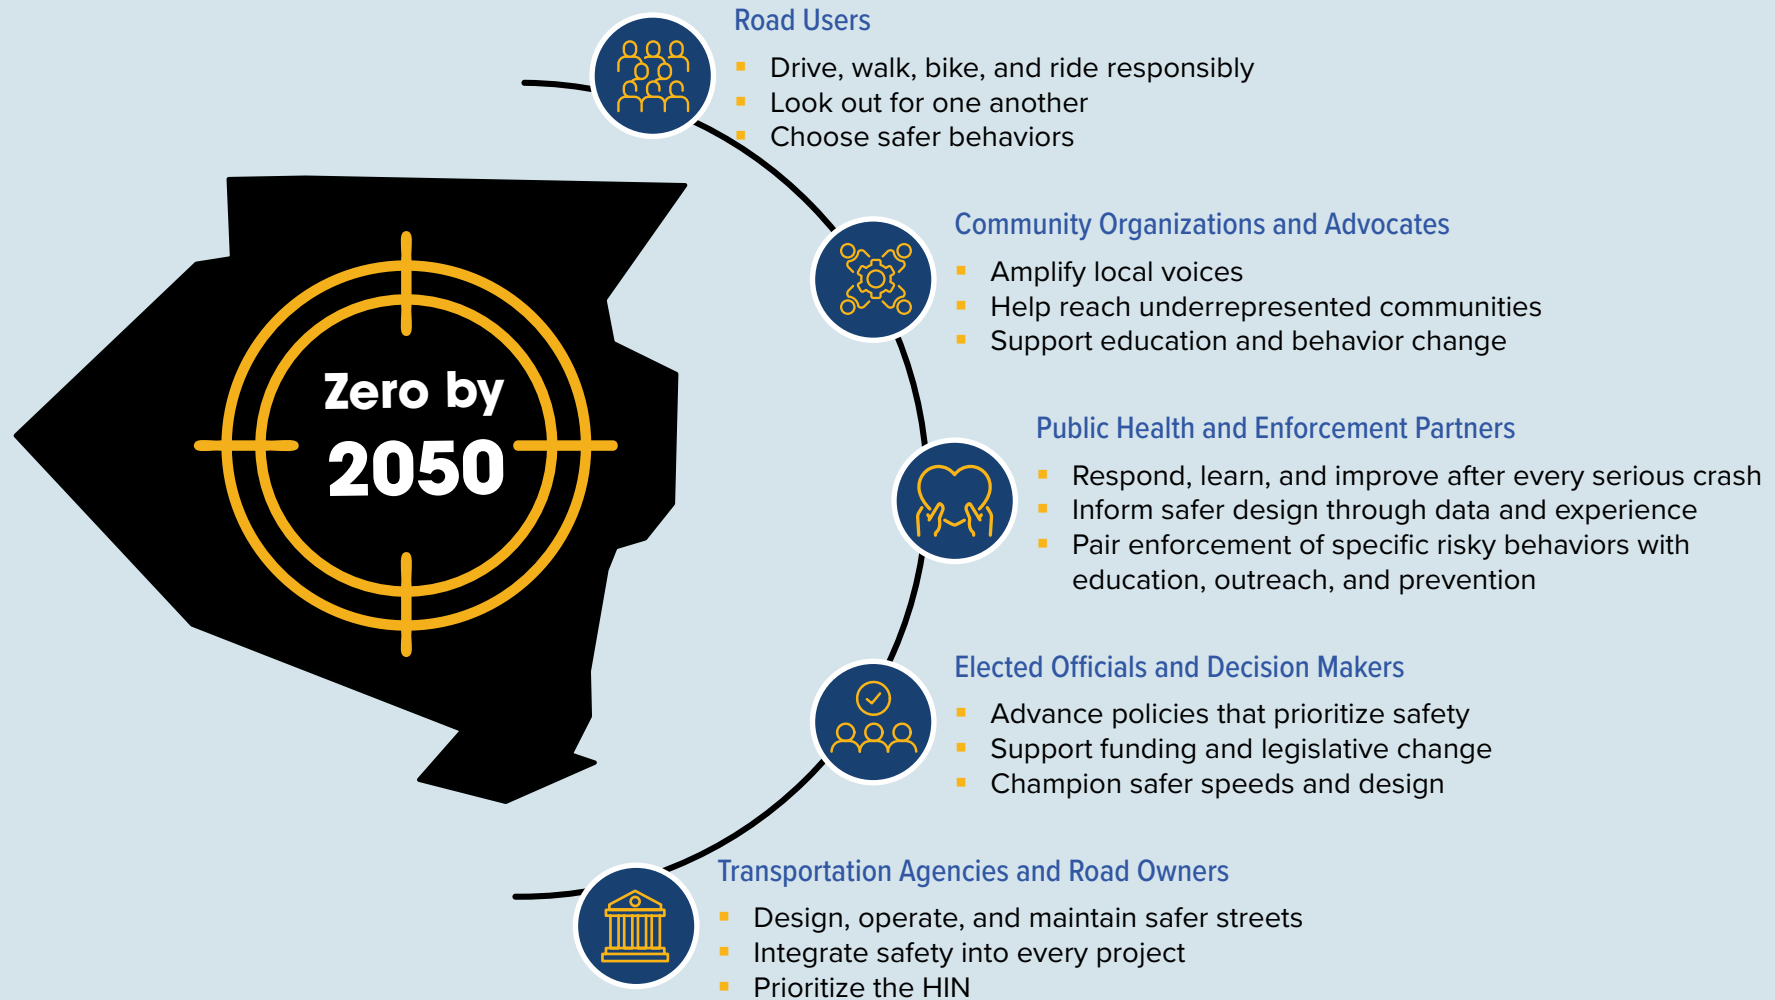 Road Users
▪ Drive, walk, bike, and ride responsibly
▪ Look out for one another
▪ Choose safer behaviors
Community Organizations and Advocates
▪ Amplify local voices
▪ Help reach underrepresented communities
▪ Support education and behavior change
Zero by
2050
Public Health and Enforcement Partners
▪ Respond, learn, and improve after every serious crash
▪ Inform safer design through data and experience
▪ Pair enforcement of specific risky behaviors with
education, outreach, and prevention
Elected Officials and Decision Makers
▪ Advance policies that prioritize safety
▪ Support funding and legislative change
▪ Champion safer speeds and design
Transportation Agencies and Road Owners
▪ Design, operate, and maintain safer streets
▪ Integrate safety into every project
▪ Prioritize the HIN